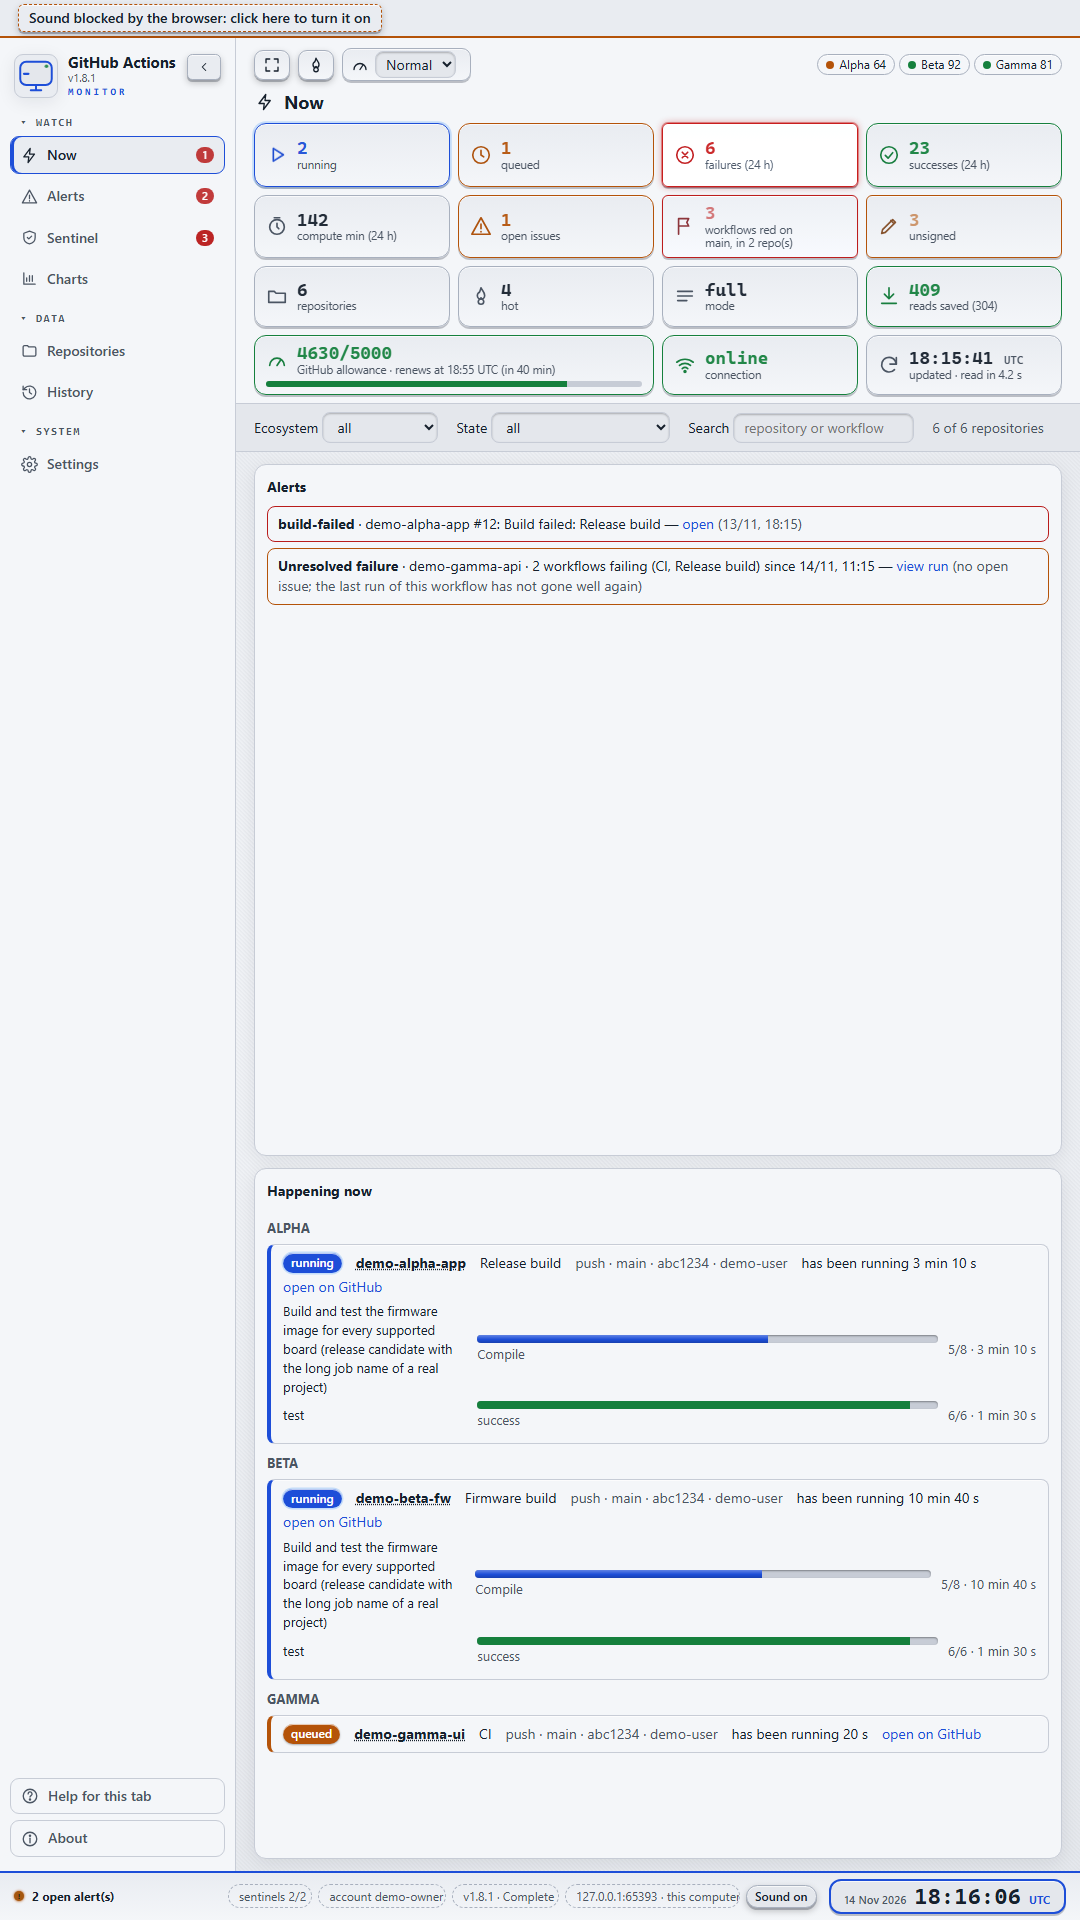 Sound blocked by the browser: click here to turn it on
GitHub Actions
v1.8.1
MONITOR
Normal
Alpha 64
Beta 92
Gamma 81
WATCH
Now 1
Alerts 2
Sentinel 3
Charts
DATA
Repositories
History
SYSTEM
Settings
Now
2
running
1
queued
6
failures (24 h)
23
successes (24 h)
142
compute min (24 h)
1
open issues
3
workflows red on
main, in 2 repo(s)
3
unsigned
6
repositories
4
hot
full
mode
409
reads saved (304)
4630/5000
GitHub allowance · renews at 18:55 UTC (in 40 min)
online
connection
18:15:41 UTC
updated · read in 4.2 s
Ecosystem all State all Search repository or workflow 6 of 6 repositories
Alerts
build-failed · demo-alpha-app #12: Build failed: Release build — open (13/11, 18:15)
Unresolved failure · demo-gamma-api · 2 workflows failing (CI, Release build) since 14/11, 11:15 — view run (no open
issue; the last run of this workflow has not gone well again)
Happening now
ALPHA
running demo-alpha-app Release build push · main · abc1234 · demo-user has been running 3 min 10 s
open on GitHub
Build and test the firmware
image for every supported
board (release candidate with
the long job name of a real
project)
Compile
5/8 · 3 min 10 s
test
success
6/6 · 1 min 30 s
BETA
running demo-beta-fw Firmware build push · main · abc1234 · demo-user has been running 10 min 40 s
open on GitHub
Build and test the firmware
image for every supported
board (release candidate with
the long job name of a real
project)
Compile
5/8 · 10 min 40 s
test
success
6/6 · 1 min 30 s
GAMMA
queued demo-gamma-ui CI push · main · abc1234 · demo-user has been running 20 s open on GitHub
Help for this tab
About
2 open alert(s)
sentinels 2/2
account demo-owner
v1.8.1 · Complete
127.0.0.1:65393 · this computer
Sound on
14 Nov 2026 18:16:06 UTC